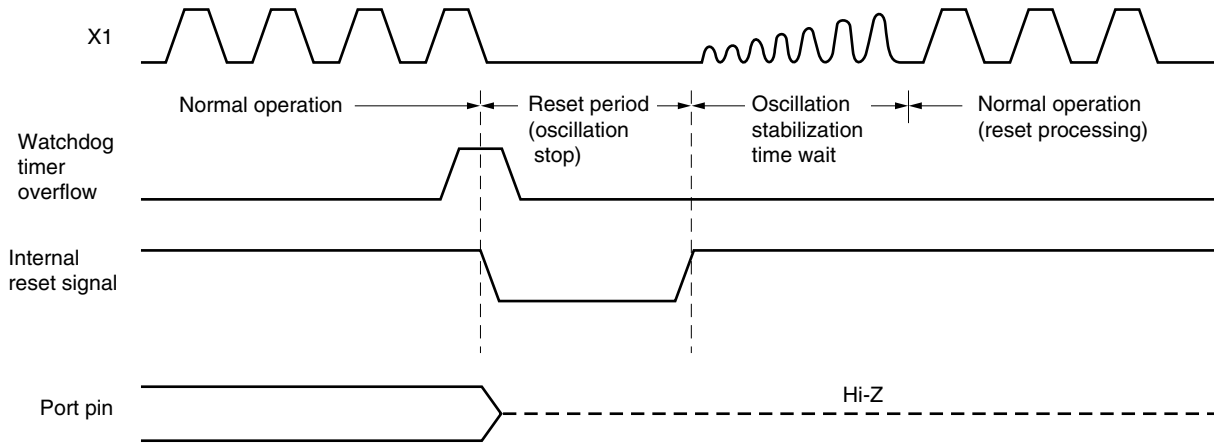 X1
Normal operation
Reset period
(oscillation
stop)
Oscillation
stabilization
time wait
Normal operation
(reset processing)
Watchdog
timer
overflow
Internal
reset signal
Hi-Z
Port pin